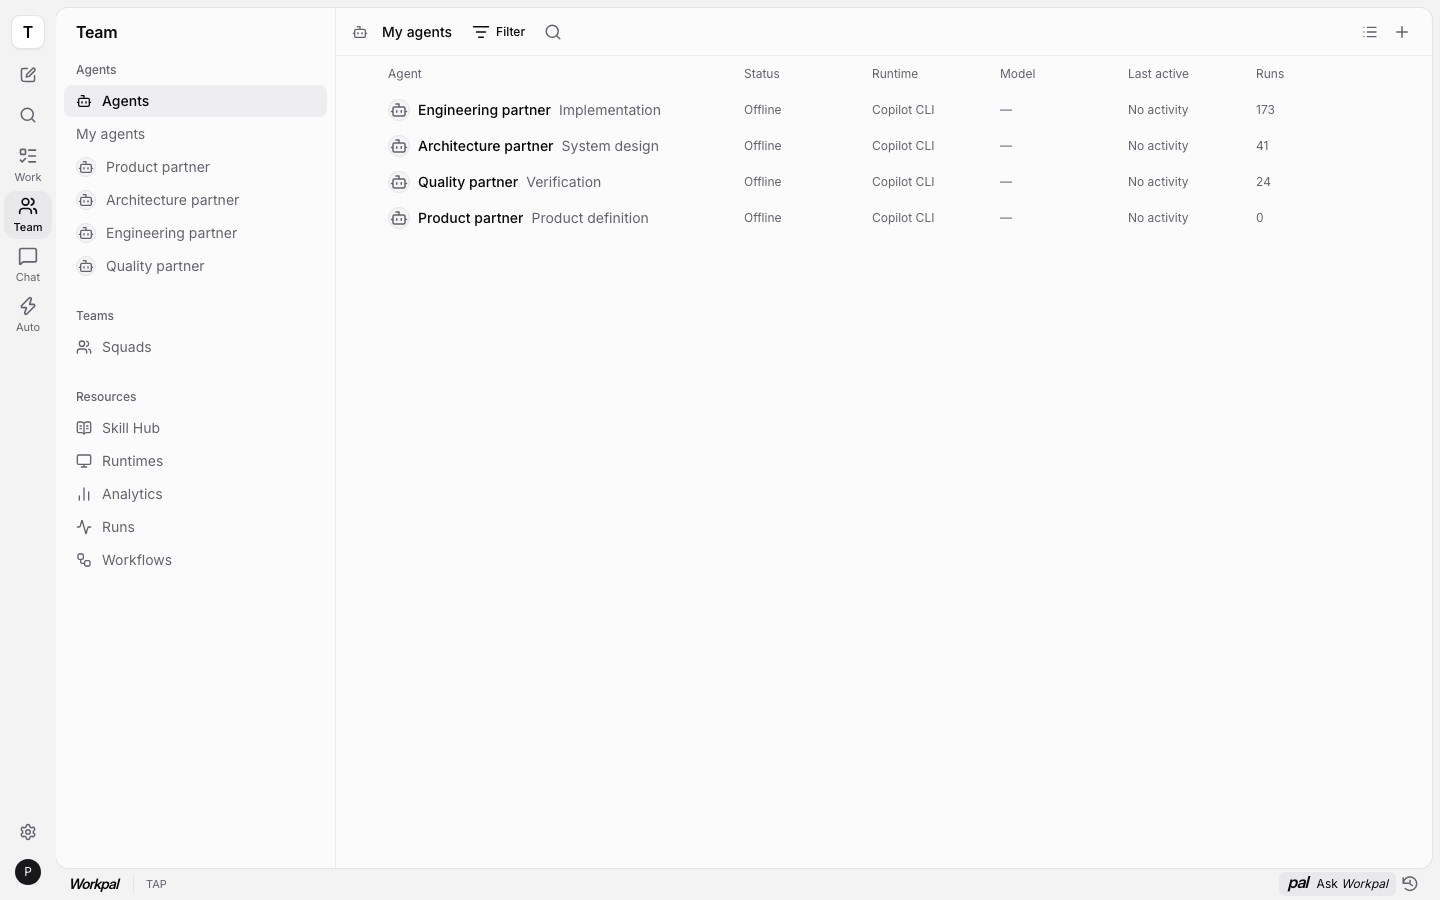 T
Work
Team
Chat
Auto
P
Team
Agents
Agents
My agents
Product partner
Architecture partner
Engineering partner
Quality partner
Teams
Squads
Resources
Skill Hub
Runtimes
Analytics
Runs
Workflows
My agents Filter
Agent Status Runtime Model Last active Runs
Engineering partner Implementation Offline Copilot CLI — No activity 173
Architecture partner System design Offline Copilot CLI — No activity 41
Quality partner Verification Offline Copilot CLI — No activity 24
Product partner Product definition Offline Copilot CLI — No activity 0
Workpal TAP pal Ask Workpal